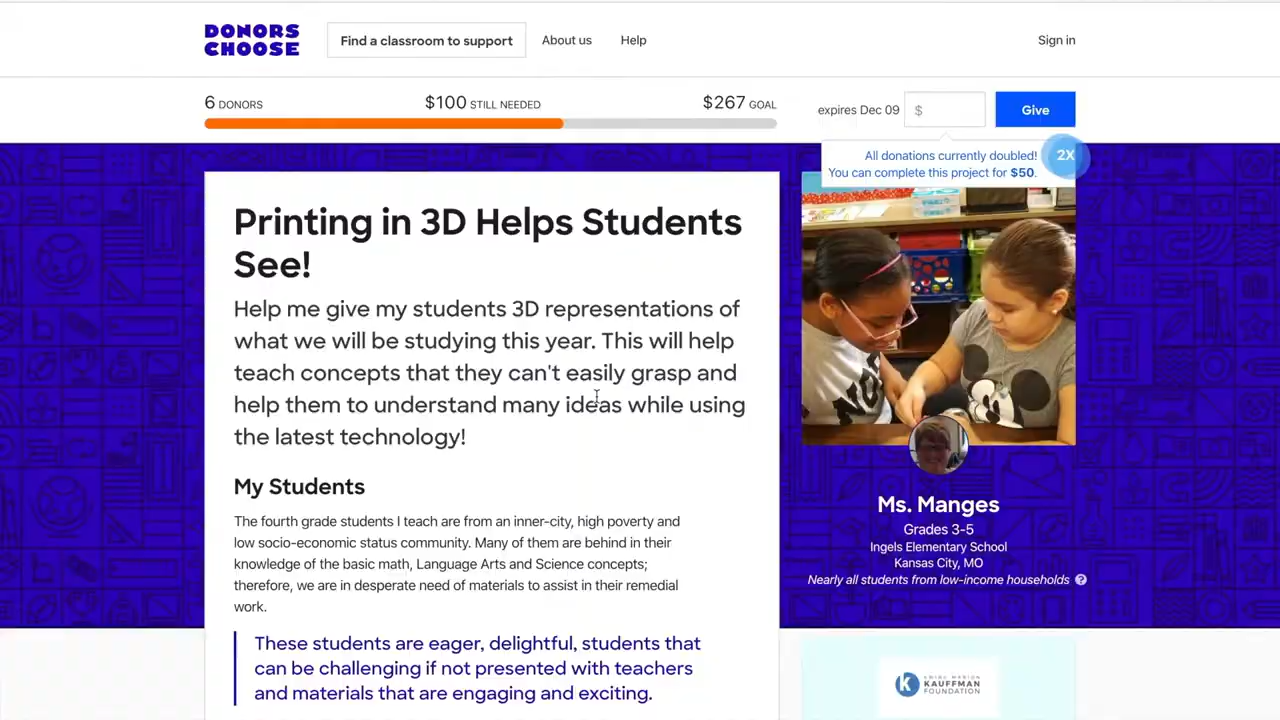 DONORS
CHOOSE
Find a classroom to support
About us
Help
Sign in
6 DONORS
$100 STILL NEEDED
$267 GOAL
expires Dec 09
$
Give
All donations currently doubled!
You can complete this project for $50.
2X
Printing in 3D Helps Students
See!
Help me give my students 3D representations of
what we will be studying this year. This will help
teach concepts that they can't easily grasp and
help them to understand many ideas while using
the latest technology!
My Students
The fourth grade students I teach are from an inner-city, high poverty and
low socio-economic status community. Many of them are behind in their
knowledge of the basic math, Language Arts and Science concepts;
therefore, we are in desperate need of materials to assist in their remedial
work.
These students are eager, delightful, students that
can be challenging if not presented with teachers
and materials that are engaging and exciting.
Ms. Manges
Grades 3-5
Ingels Elementary School
Kansas City, MO
Nearly all students from low-income households ?
K
EWING MARION
KAUFFMAN
FOUNDATION